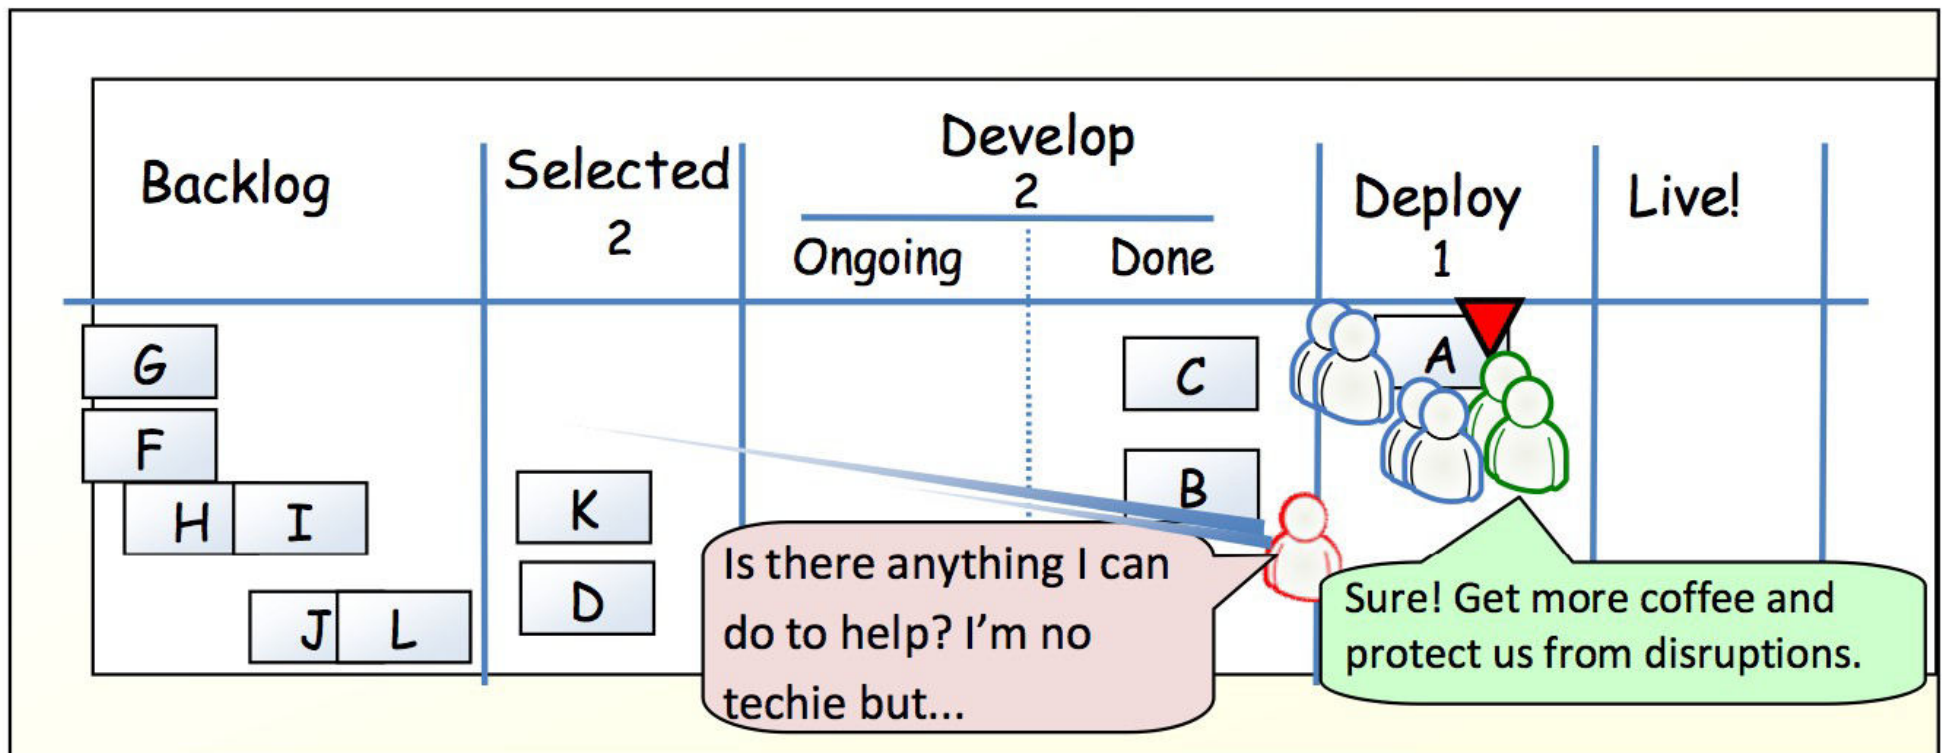 Backlog
Selected
2
Develop
2
Ongoing
Done
Deploy
1
Live!
G
F
H
I
J
L
K
D
C
B
A
Is there anything I can
do to help? I'm no
techie but...
Sure! Get more coffee and
protect us from disruptions.